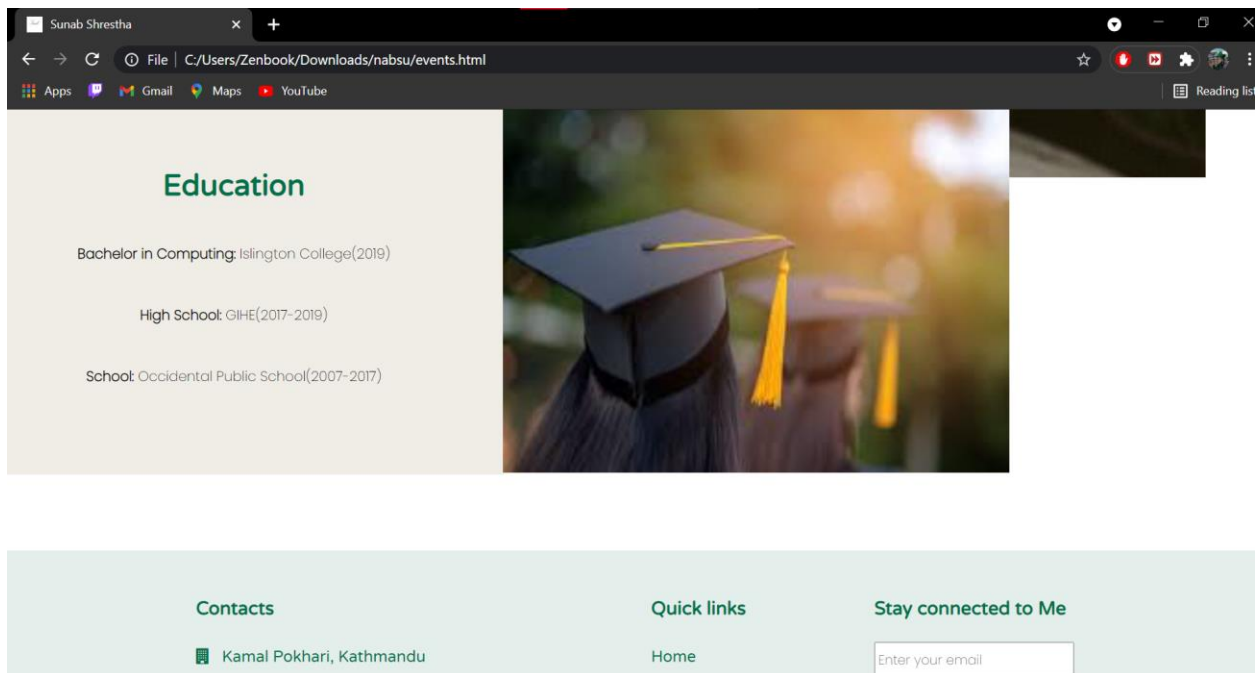 Sunab Shrestha
File | C:/Users/Zenbook/Downloads/nabsu/events.html
Apps Gmail Maps YouTube Reading list
Education
Bachelor in Computing: Islington College(2019)
High School: GIHE(2017-2019)
School: Occidental Public School(2007-2017)
Contacts Quick links Stay connected to Me
Kamal Pokhari, Kathmandu Home Enter your email